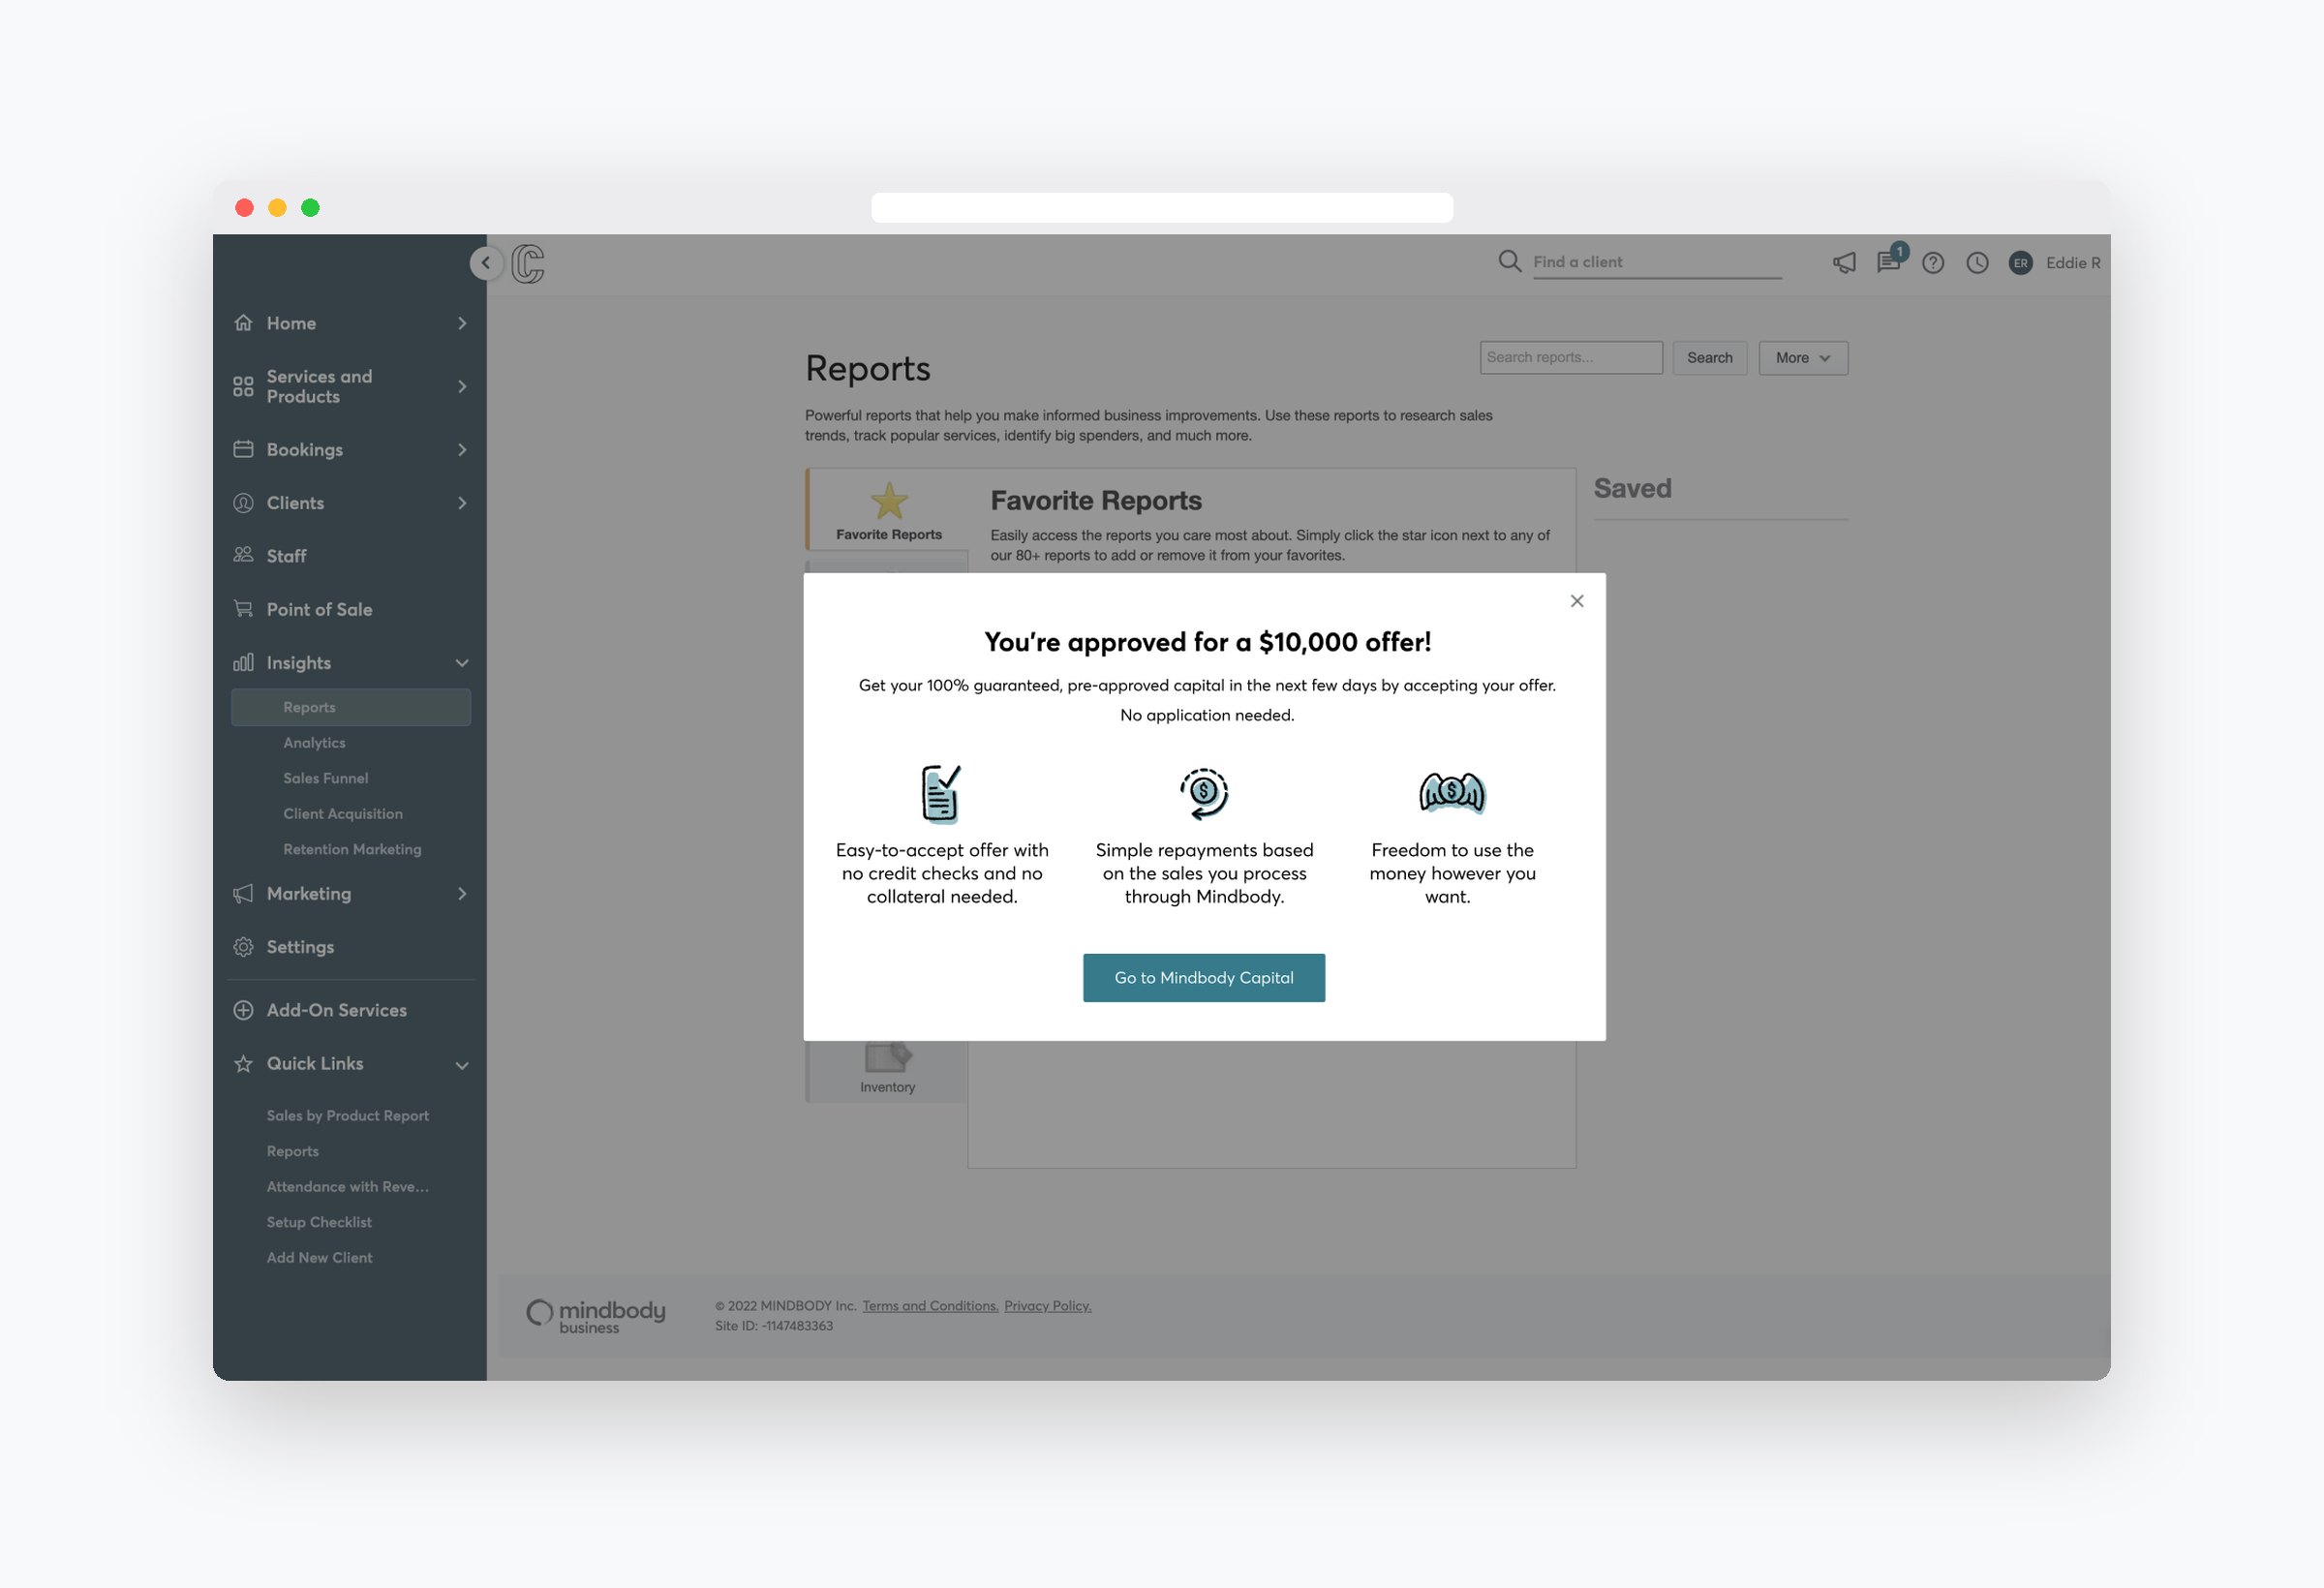 C
Find a client
1
ER
Eddie R
Home
Services and
Products
Bookings
Clients
Staff
Point of Sale
Insights
Reports
Analytics
Sales Funnel
Client Acquisition
Retention Marketing
Marketing
Settings
Add-On Services
Quick Links
Sales by Product Report
Reports
Attendance with Reve...
Setup Checklist
Add New Client
Reports
Search reports...
Search
More
Powerful reports that help you make informed business improvements. Use these reports to research sales
trends, track popular services, identify big spenders, and much more.
Favorite Reports
Favorite Reports
Easily access the reports you care most about. Simply click the star icon next to any of
our 80+ reports to add or remove it from your favorites.
Saved
You're approved for a $10,000 offer!
Get your 100% guaranteed, pre-approved capital in the next few days by accepting your offer.
No application needed.
Easy-to-accept offer with
no credit checks and no
collateral needed.
$
Simple repayments based
on the sales you process
through Mindbody.
$
Freedom to use the
money however you
want.
Go to Mindbody Capital
Inventory
mindbody
business
© 2022 MINDBODY Inc. Terms and Conditions. Privacy Policy.
Site ID: -1147483363